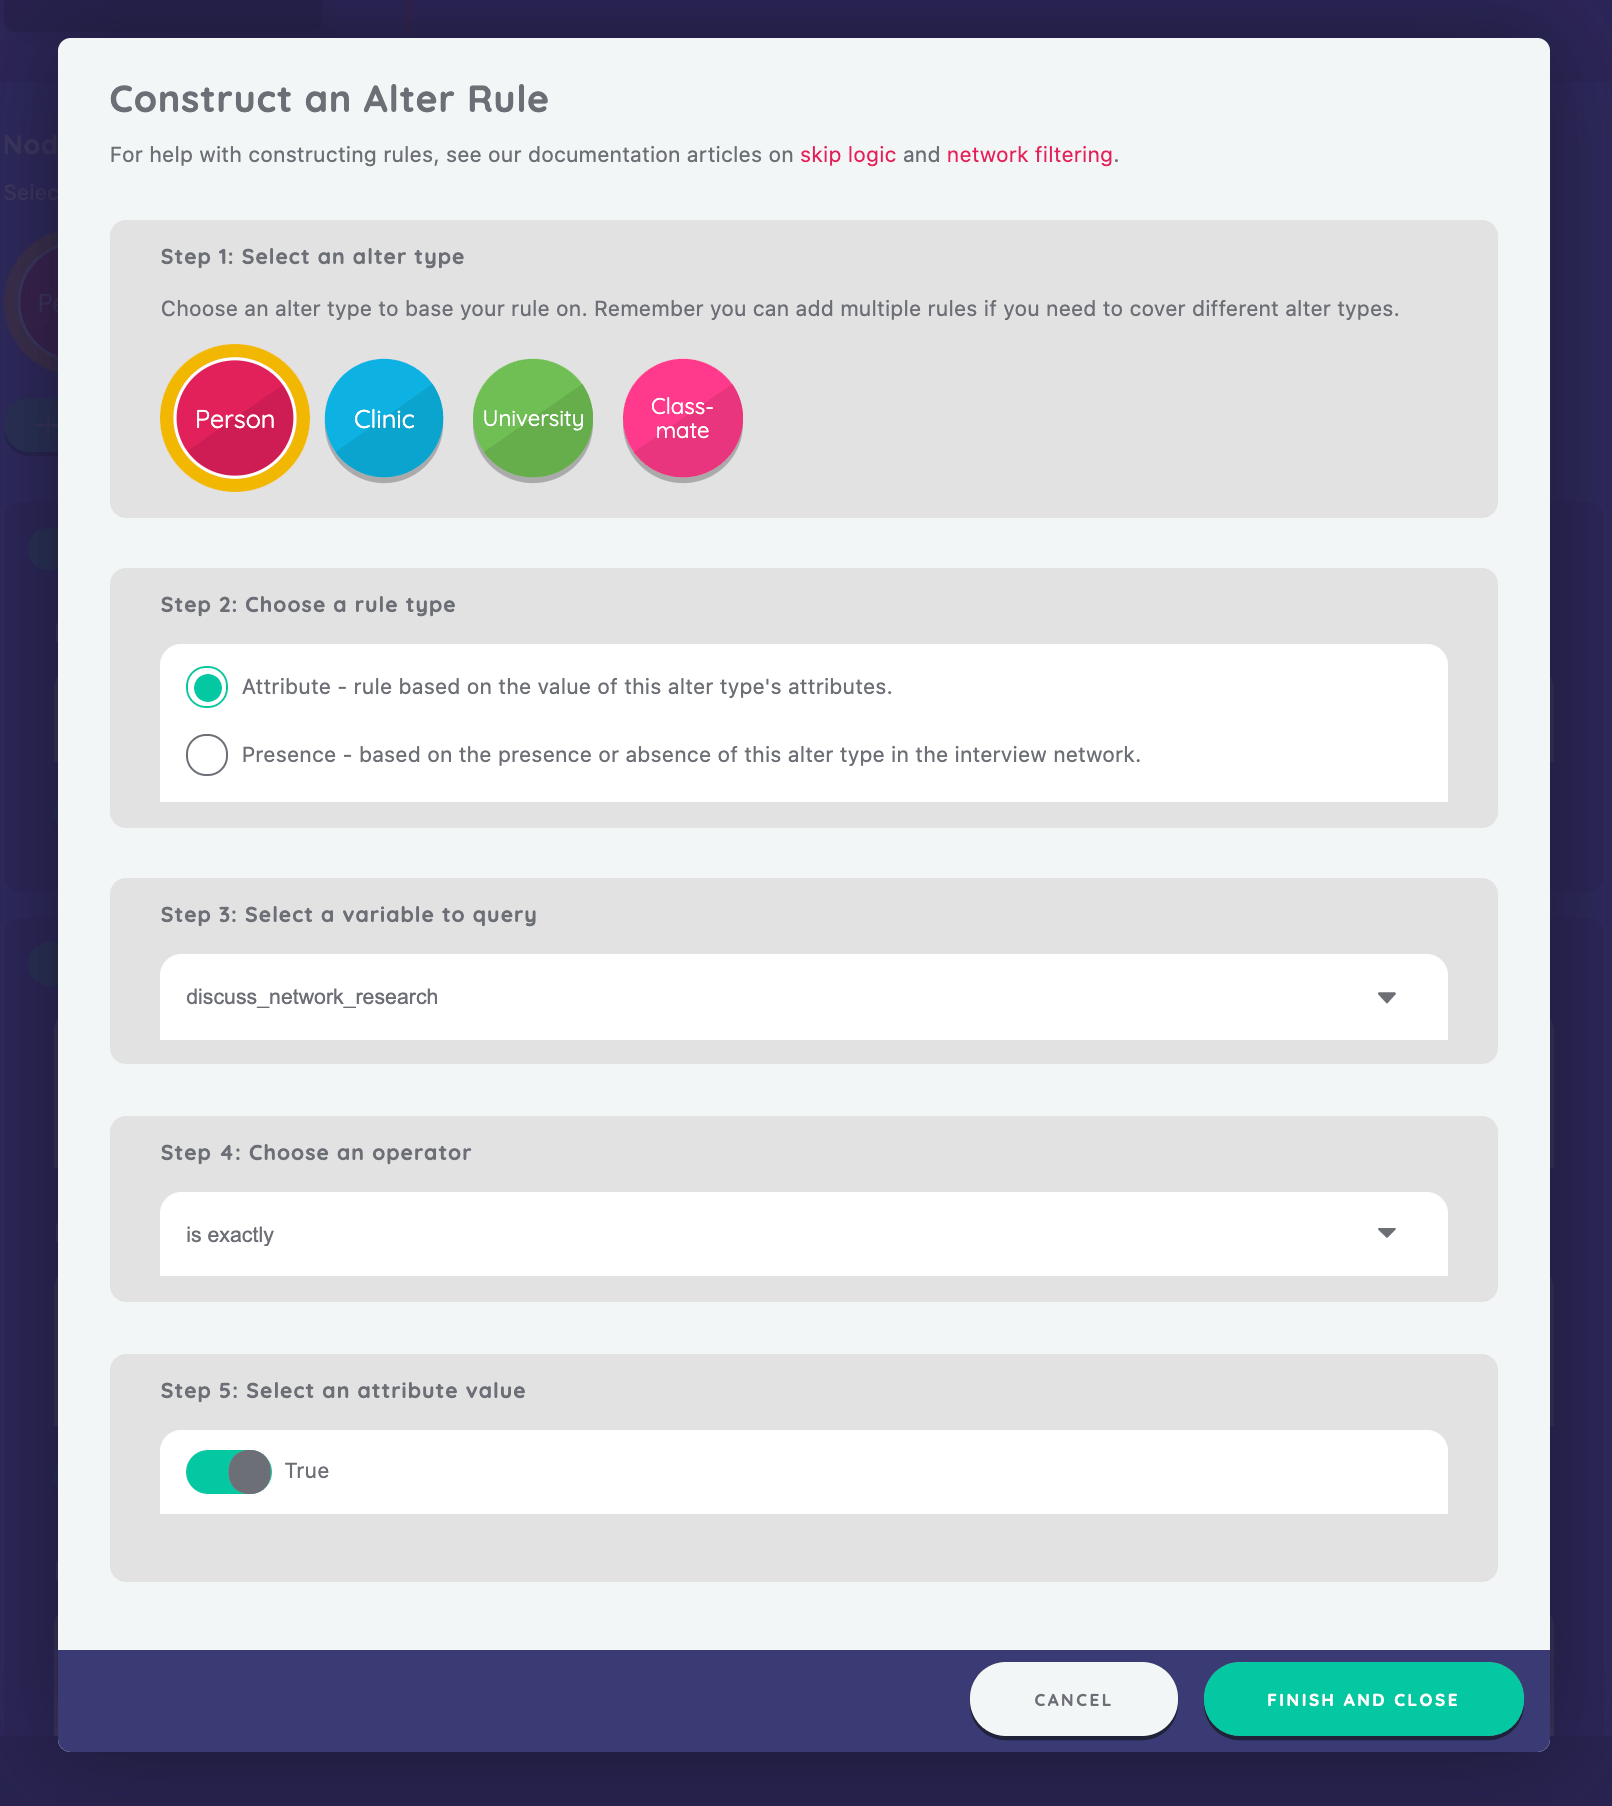 Construct an Alter Rule
For help with constructing rules, see our documentation articles on skip logic and network filtering.
Step 1: Select an alter type
Choose an alter type to base your rule on. Remember you can add multiple rules if you need to cover different alter types.
Person
Clinic
University
Class-
mate
Step 2: Choose a rule type
Attribute - rule based on the value of this alter type's attributes.
Presence - based on the presence or absence of this alter type in the interview network.
Step 3: Select a variable to query
discuss_network_research
Step 4: Choose an operator
is exactly
Step 5: Select an attribute value
True
CANCEL
FINISH AND CLOSE